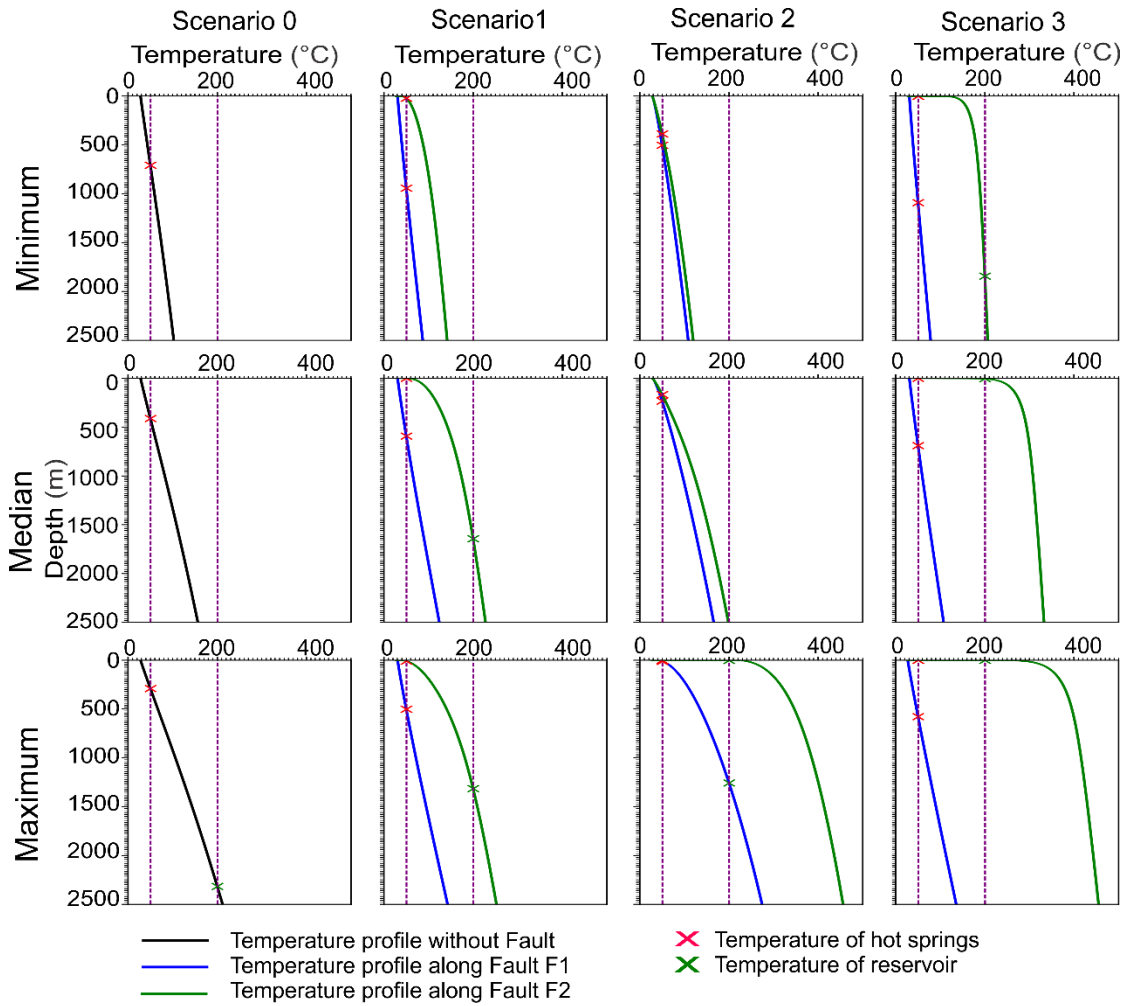 Scenario 0 Scenario1 Scenario 2 Scenario 3
Temperature (°C) Temperature (°C) Temperature (°C) Temperature (°C)
0 200 400 0 200 400 0 200 400 0 200 400
Minimum
0
500
1000
1500
2000
2500
0 200 400 0 200 400 0 200 400 0 200 400
Median
Depth (m)
0
500
1000
1500
2000
2500
0 200 400 0 200 400 0 200 400 0 200 400
Maximum
0
500
1000
1500
2000
2500
Temperature profile without Fault
Temperature profile along Fault F1
Temperature profile along Fault F2
Temperature of hot springs
Temperature of reservoir